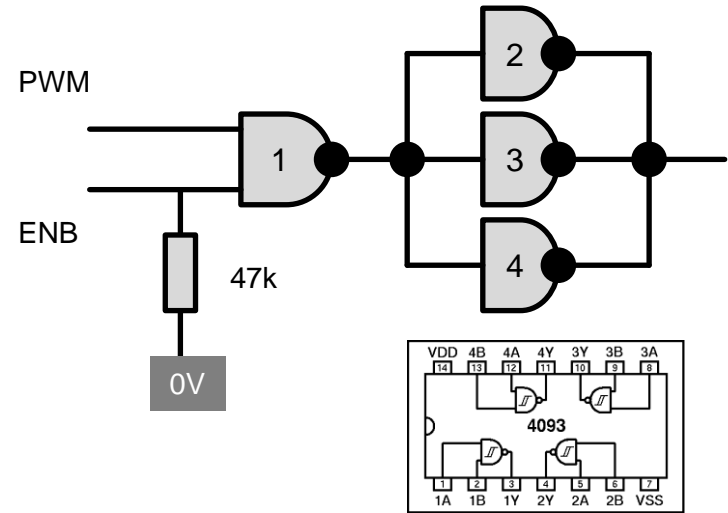 2
PWM
1
3
ENB
4
47k
0V
VDD 4B 4A 4Y 3Y 3B 3A
14 13 12 11 10 9 8
4093
1 2 3 4 5 6 7
1A 1B 1Y 2Y 2A 2B VSS